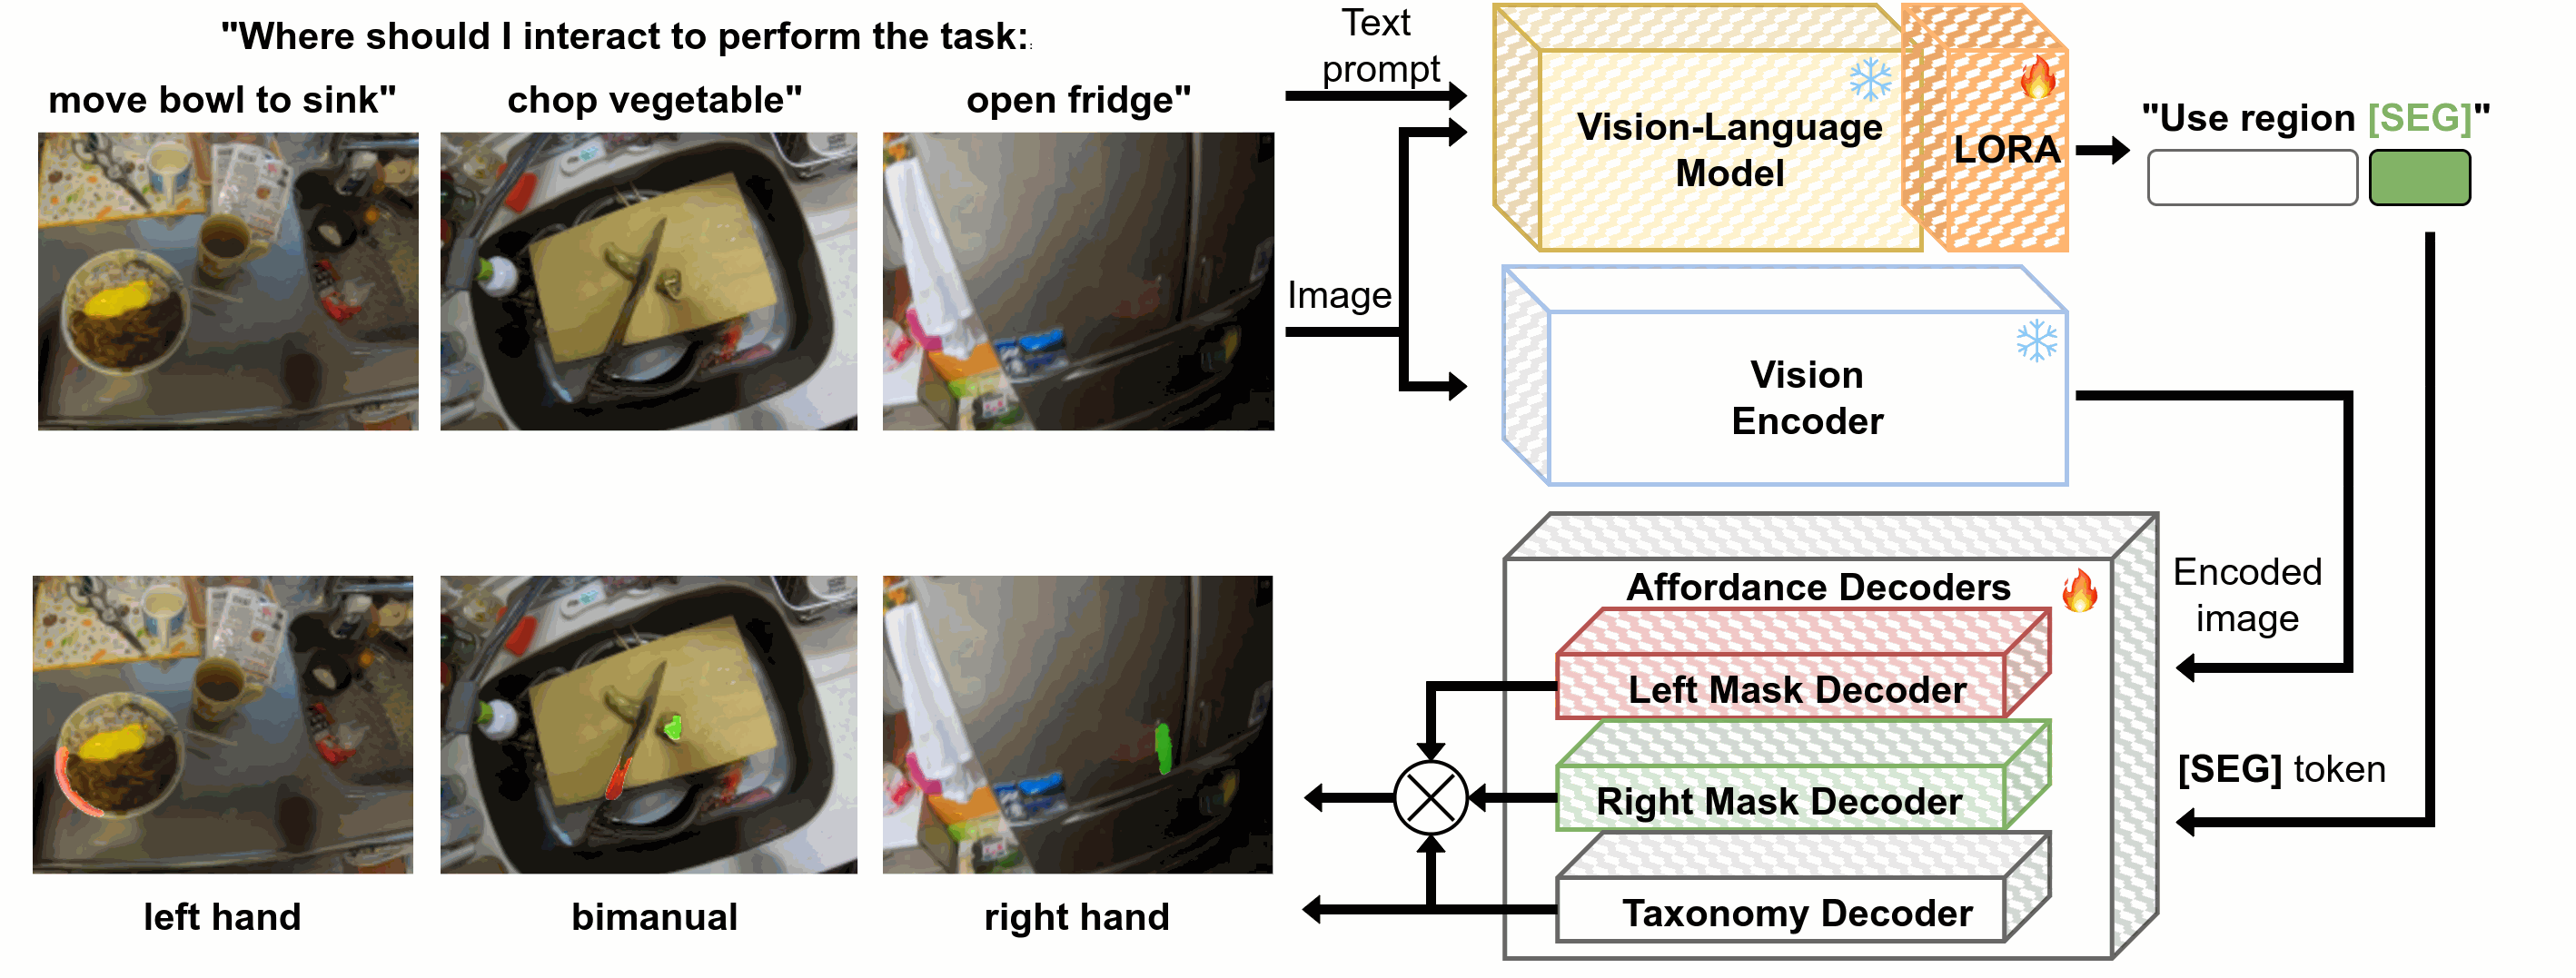 "Where should I interact to perform the task:
move bowl to sink"
chop vegetable"
open fridge"
Text
prompt
Image
Vision-Language
Model
LORA
"Use region [SEG]"
Vision
Encoder
Encoded
image
[SEG] token
Affordance Decoders
Left Mask Decoder
Right Mask Decoder
Taxonomy Decoder
left hand
bimanual
right hand